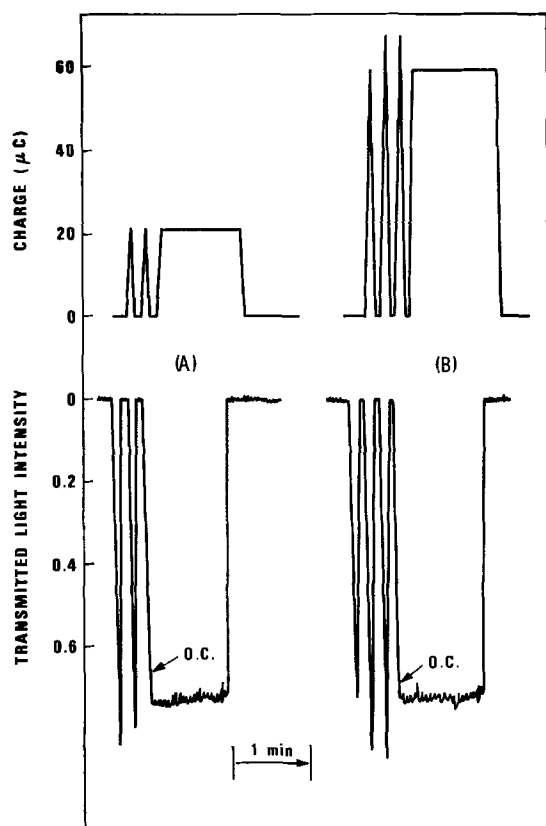 CHARGE (μC)
60
40
20
0
(A)
(B)
TRANSMITTED LIGHT INTENSITY
0
0.2
0.4
0.6
O.C.
O.C.
1 min